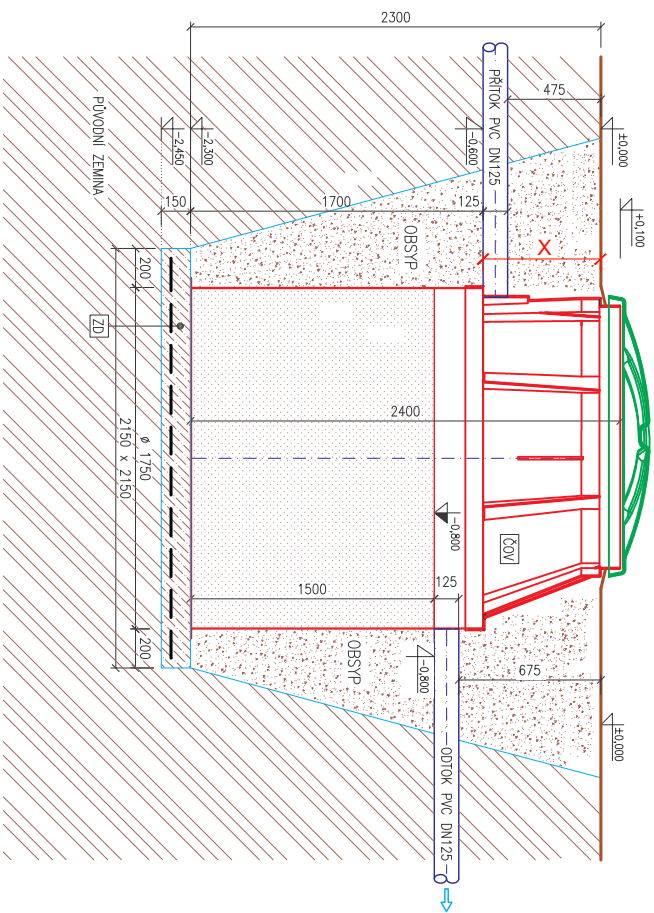 2300
PŘÍTOK PVC DN125
475
±0,000
+0,100
-0,600
-2,300
-2,450
PŮVODNÍ ZEMINA
150
1700
125
X
OBSYP
200
ZD
2400
ø 1750
2150 x 2150
-0,800
ČOV
1500
125
200
OBSYP
-0,800
675
±0,000
ODTOK PVC DN125